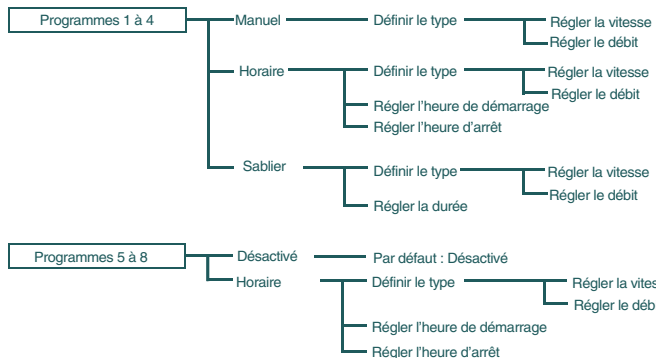 Programmes 1 à 4 Manuel Définir le type Régler la vitesse
Régler le débit
Horaire Définir le type Régler la vitesse
Régler le débit
Régler l'heure de démarrage
Régler l'heure d'arrêt
Sablier Définir le type Régler la vitesse
Régler le débit
Régler la durée
Programmes 5 à 8 Désactivé Par défaut : Désactivé
Horaire Définir le type Régler la vites
Régler le déb
Régler l'heure de démarrage
Régler l'heure d'arrêt